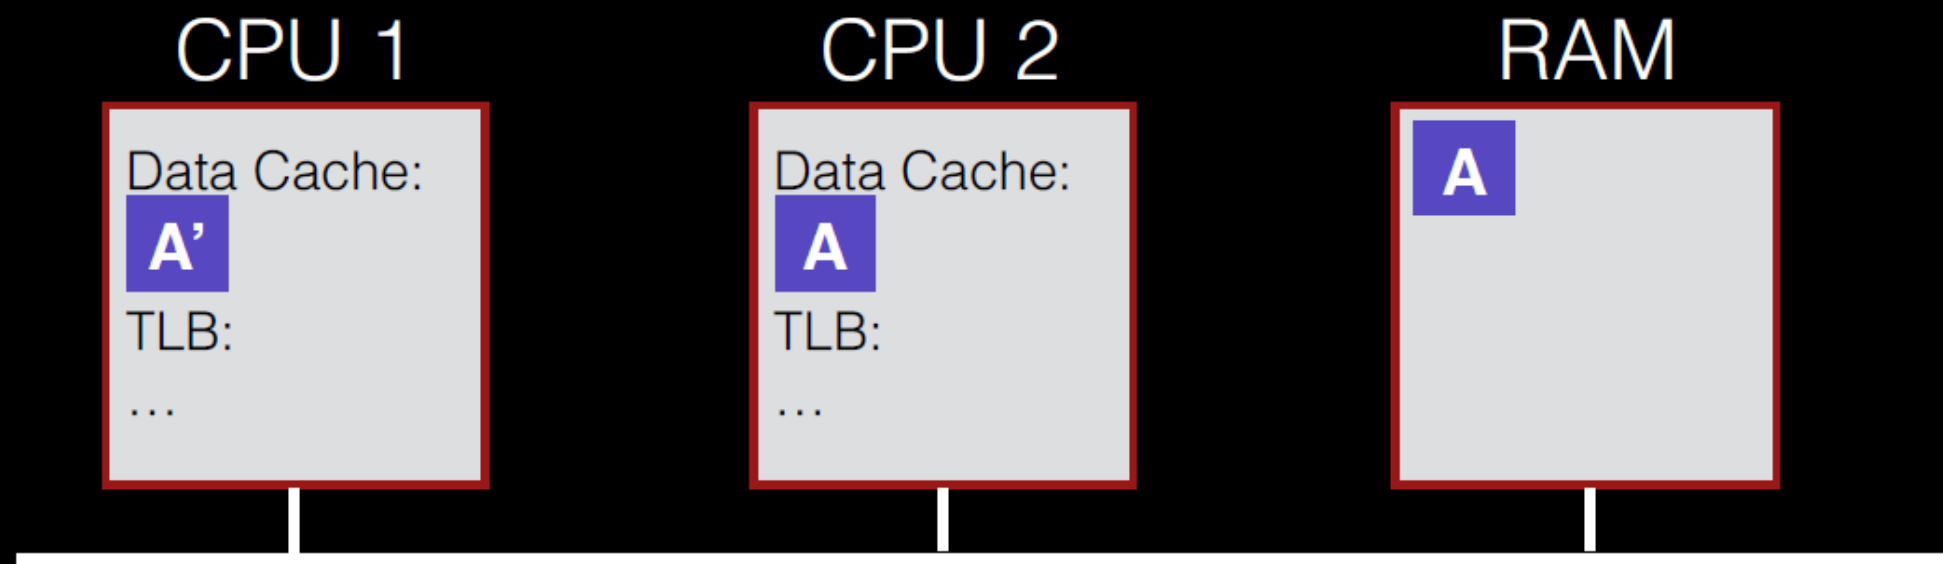 CPU 1
Data Cache:
A’
TLB:
…
CPU 2
Data Cache:
A
TLB:
…
RAM
A